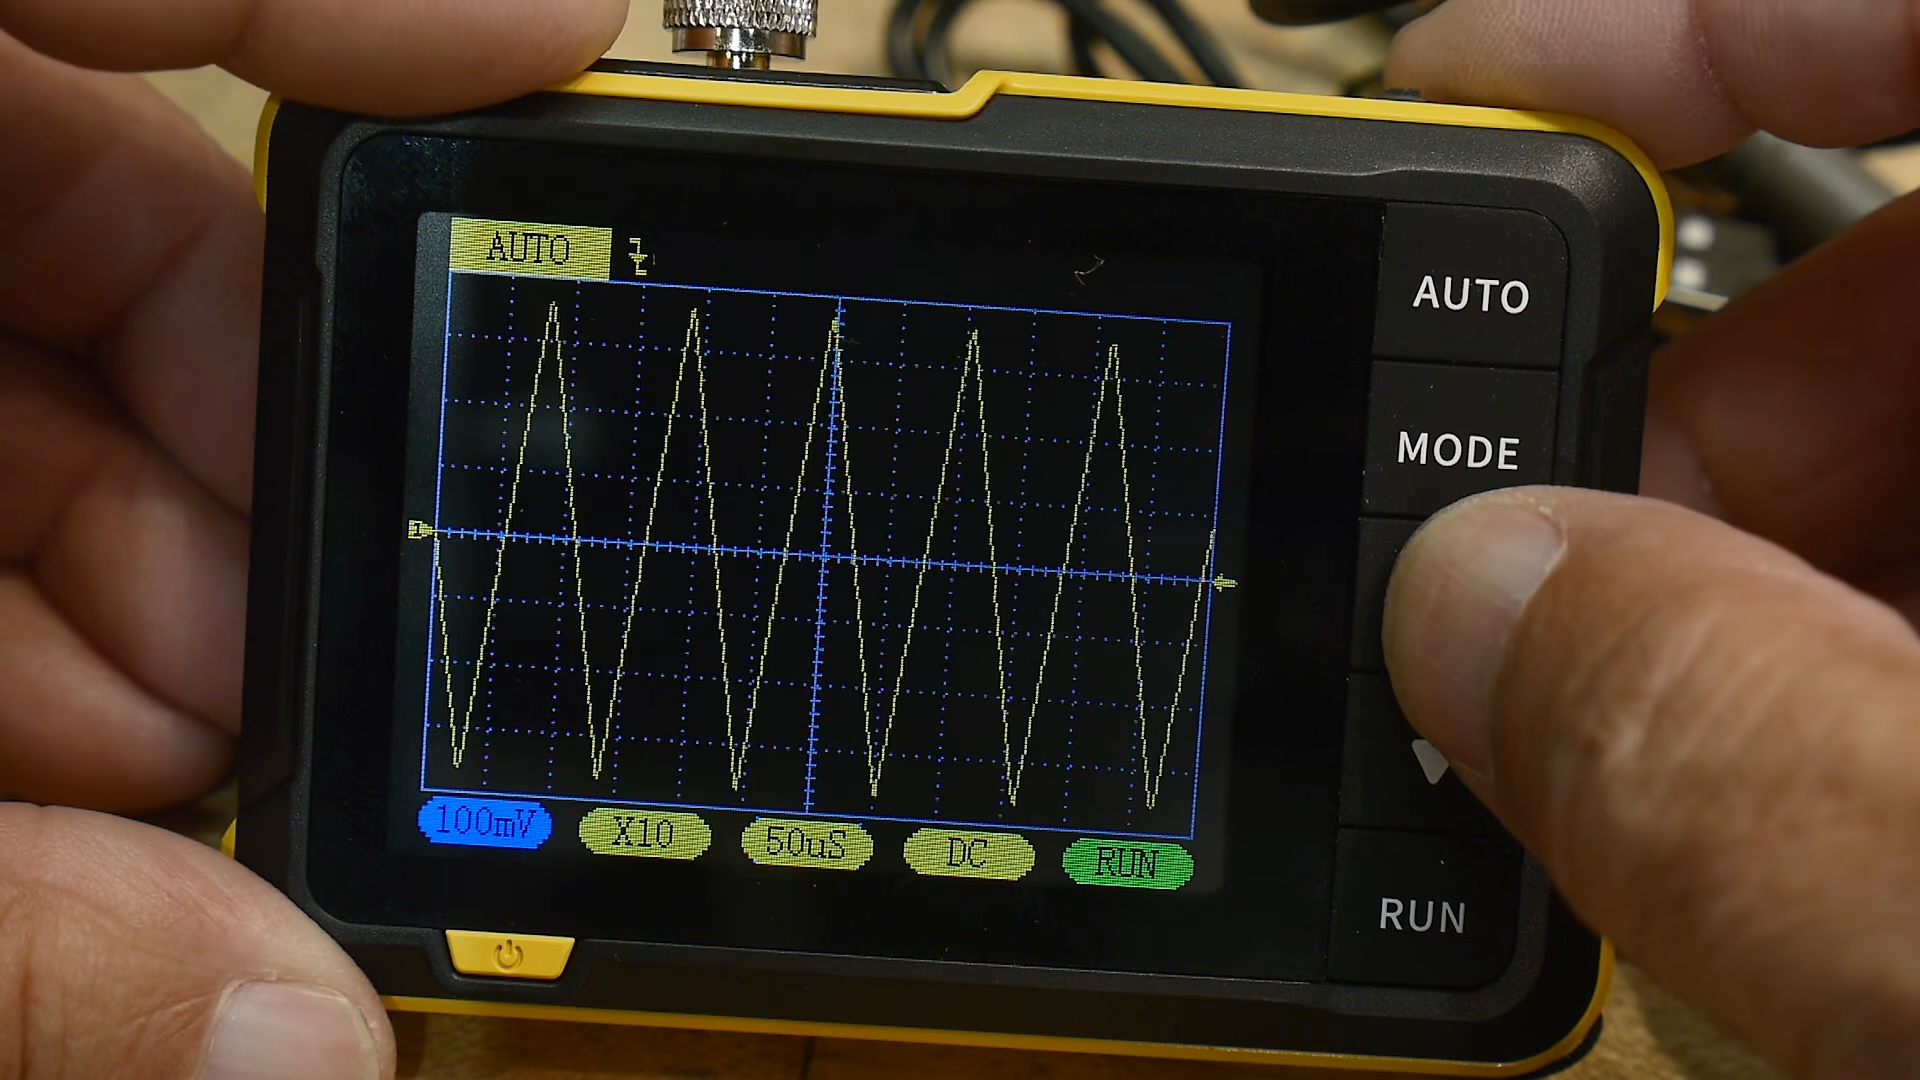 AUTO
AUTO
MODE
100mV
X10
50uS
DC
RUN
RUN